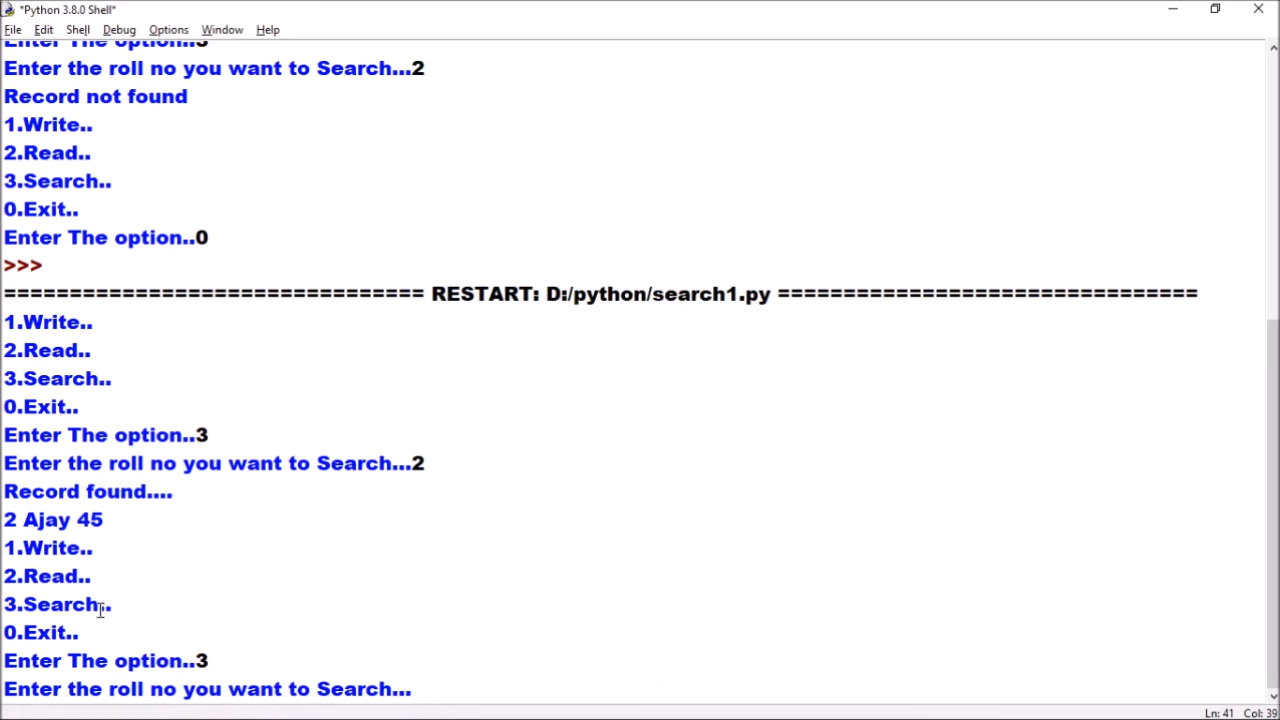 *Python 3.8.0 Shell*
File Edit Shell Debug Options Window Help
Enter The option..3
Enter the roll no you want to Search...2
Record not found
1.Write..
2.Read..
3.Search..
0.Exit..
Enter The option..0
>>>
================================ RESTART: D:/python/search1.py ================================
1.Write..
2.Read..
3.Search..
0.Exit..
Enter The option..3
Enter the roll no you want to Search...2
Record found....
2 Ajay 45
1.Write..
2.Read..
3.Search..
0.Exit..
Enter The option..3
Enter the roll no you want to Search...
Ln: 41 Col: 39